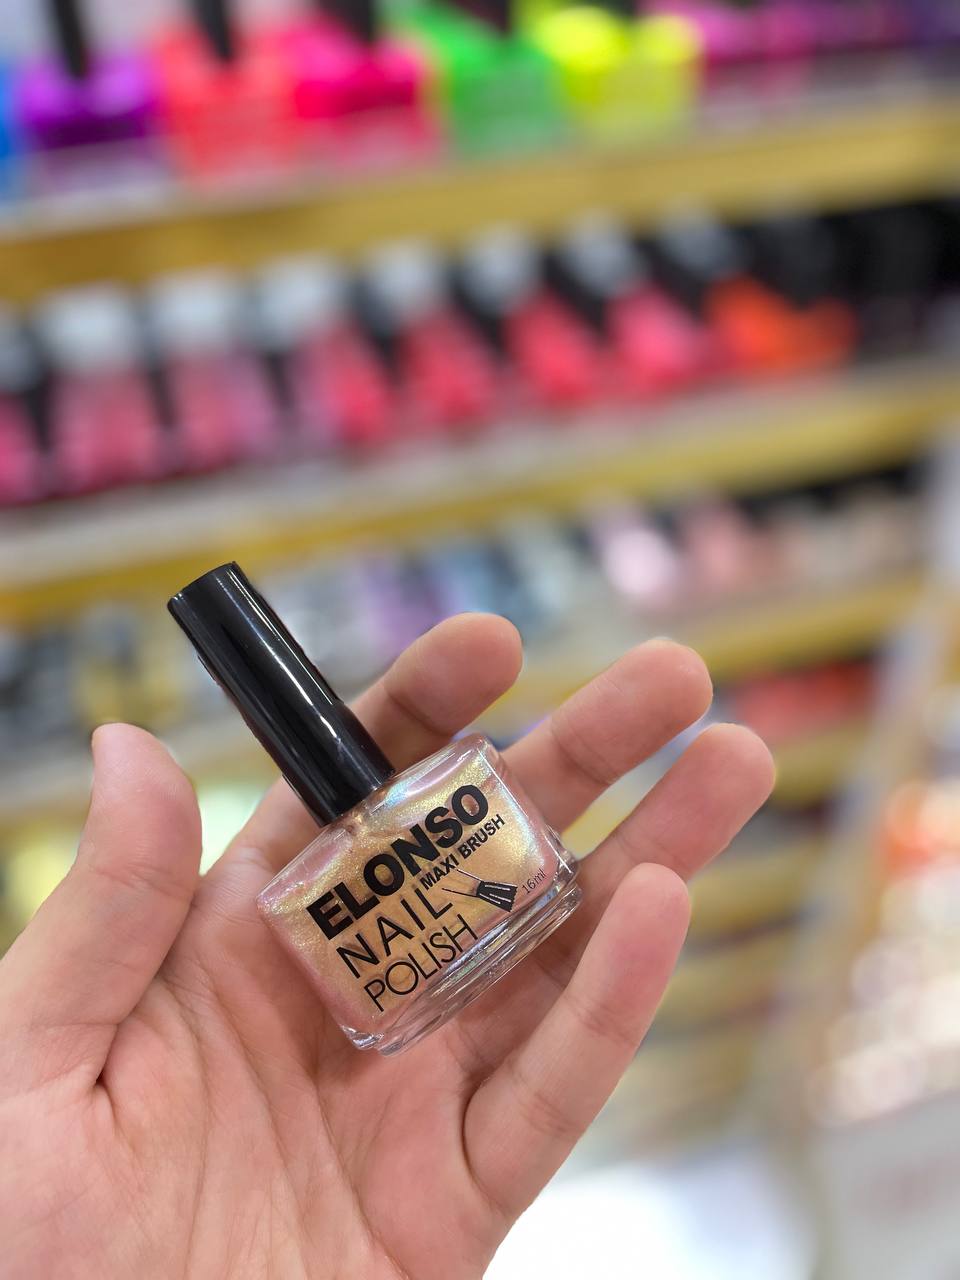 ELONSO
MAXI BRUSH
NAIL
POLISH
16ml